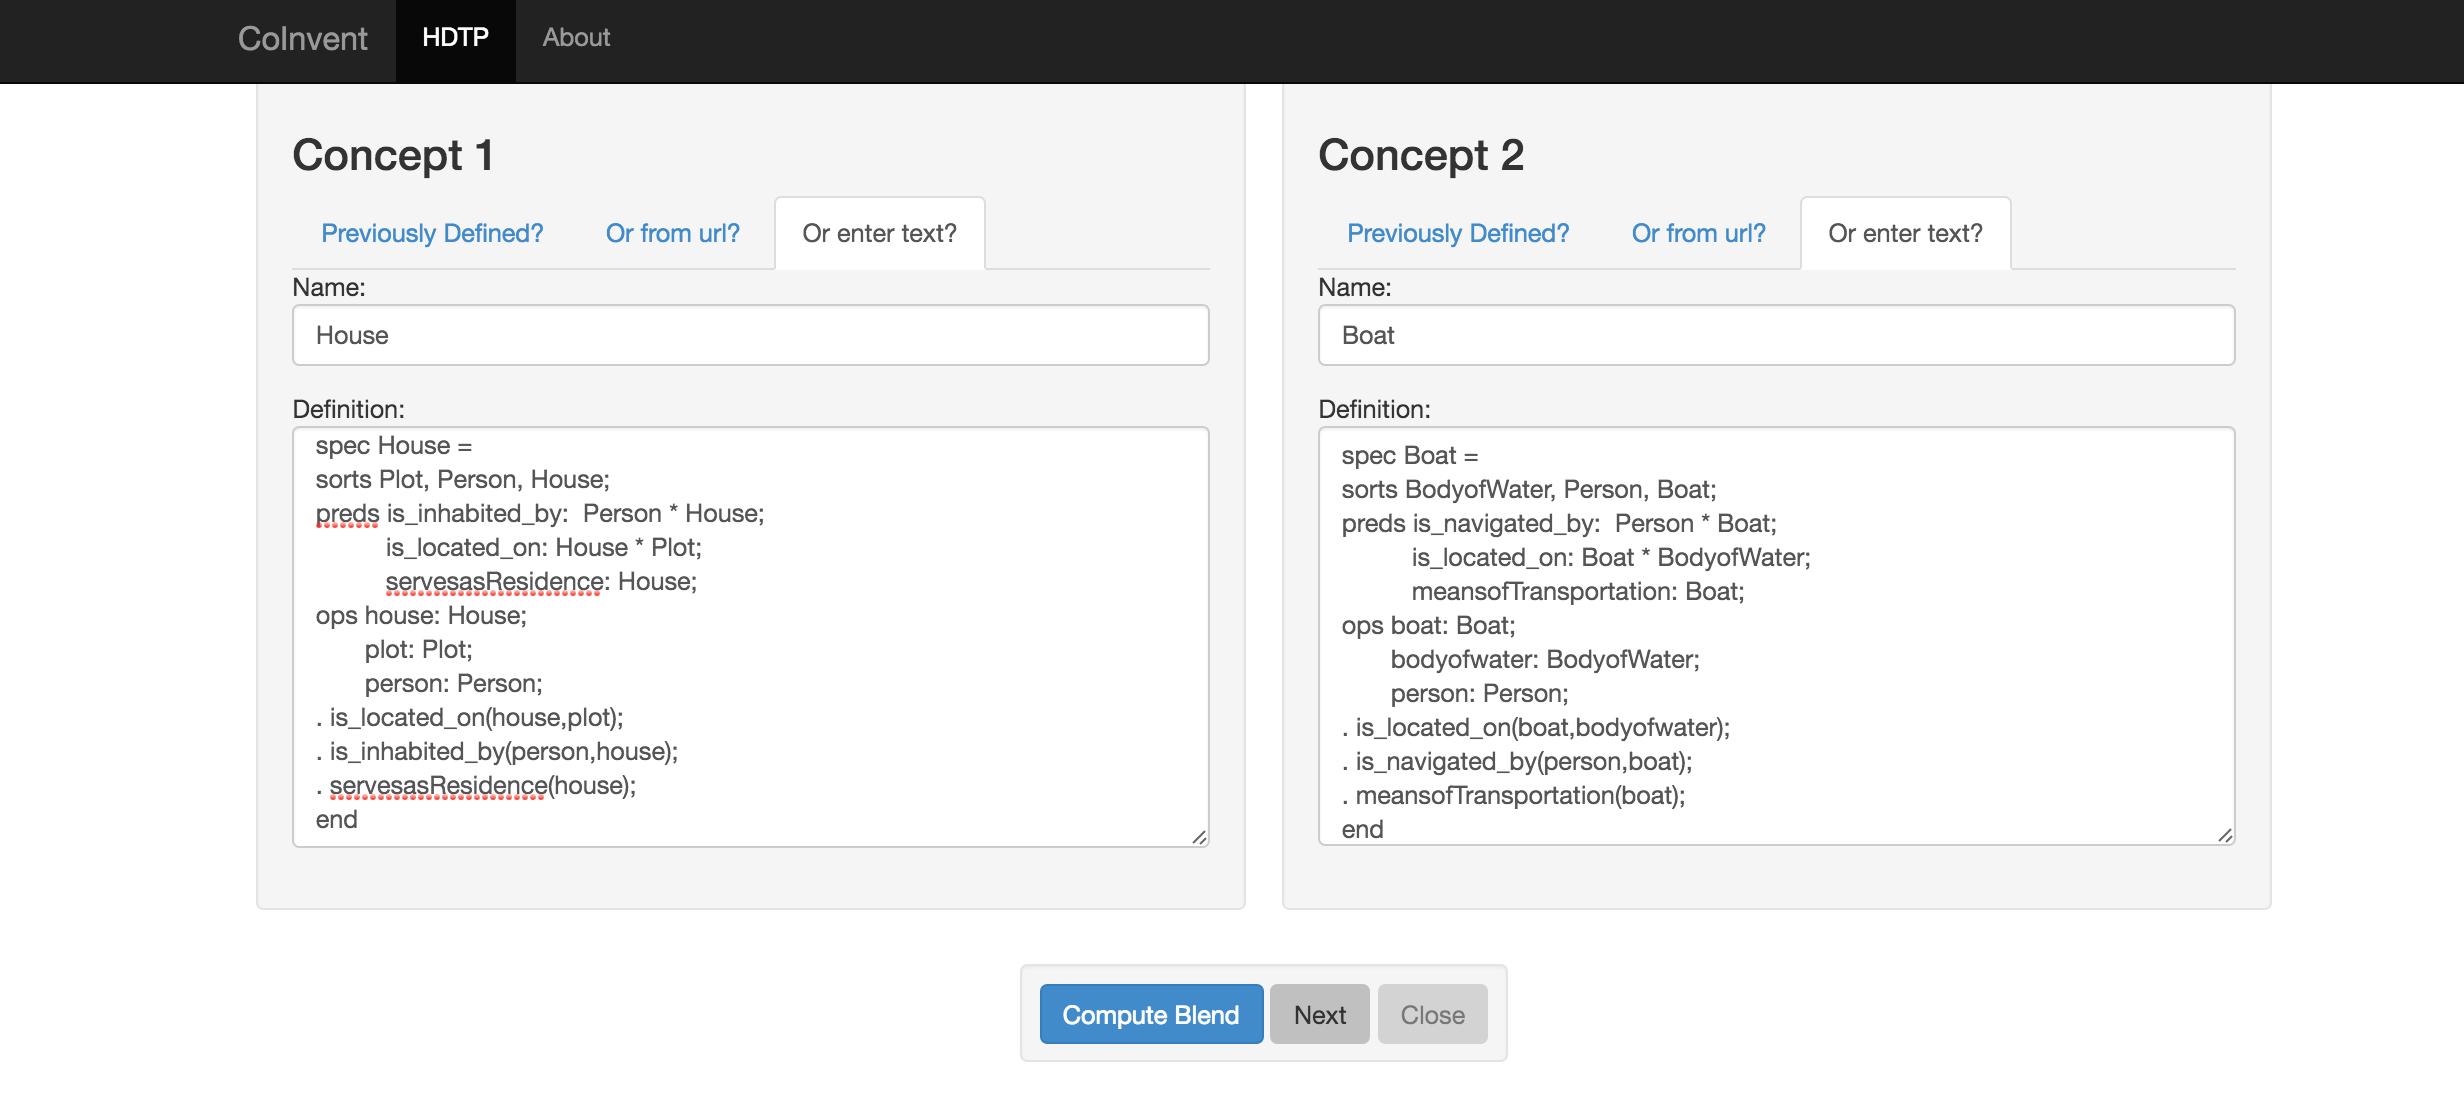 CoInvent HDTP About
Concept 1
Previously Defined? Or from url? Or enter text?
Name:
House
Definition:
spec House =
sorts Plot, Person, House;
preds is_inhabited_by:  Person * House;
is_located_on: House * Plot;
servesasResidence: House;
ops house: House;
plot: Plot;
person: Person;
. is_located_on(house,plot);
. is_inhabited_by(person,house);
. servesasResidence(house);
end
Concept 2
Previously Defined? Or from url? Or enter text?
Name:
Boat
Definition:
spec Boat =
sorts BodyofWater, Person, Boat;
preds is_navigated_by:  Person * Boat;
is_located_on: Boat * BodyofWater;
meansofTransportation: Boat;
ops boat: Boat;
bodyofwater: BodyofWater;
person: Person;
. is_located_on(boat,bodyofwater);
. is_navigated_by(person,boat);
. meansofTransportation(boat);
end
Compute Blend Next Close